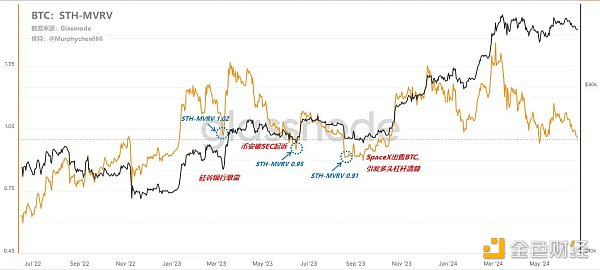 BTC: STH-MVRV
数据来源: Glassnode
推特: @Murphychen888
1.35
1.05
0.75
0.45
$40k
$10k
glassnode
STH-MVRV 1.02
硅谷银行暴雷
币安被SEC起诉
STH-MVRV 0.95
STH-MVRV 0.91
SpaceX出售BTC,
引发多头杠杆清算
Jul '22
Sep '22
Nov '22
Jan '23
Mar '23
May '23
Jul '23
Sep '23
Nov '23
Jan '24
Mar '24
May '24
金色财经